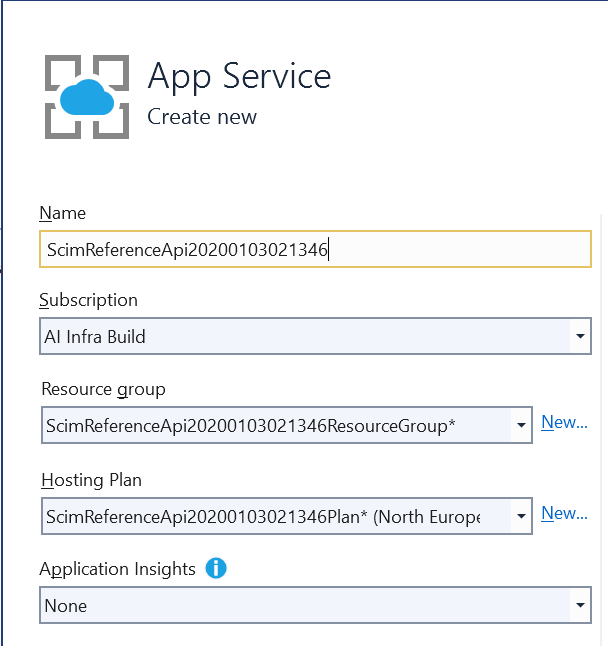 App Service
Create new
Name
ScimReferenceApi20200103021346
Subscription
AI Infra Build
Resource group
ScimReferenceApi20200103021346ResourceGroup*
New...
Hosting Plan
ScimReferenceApi20200103021346Plan* (North Europe
New...
Application Insights
None